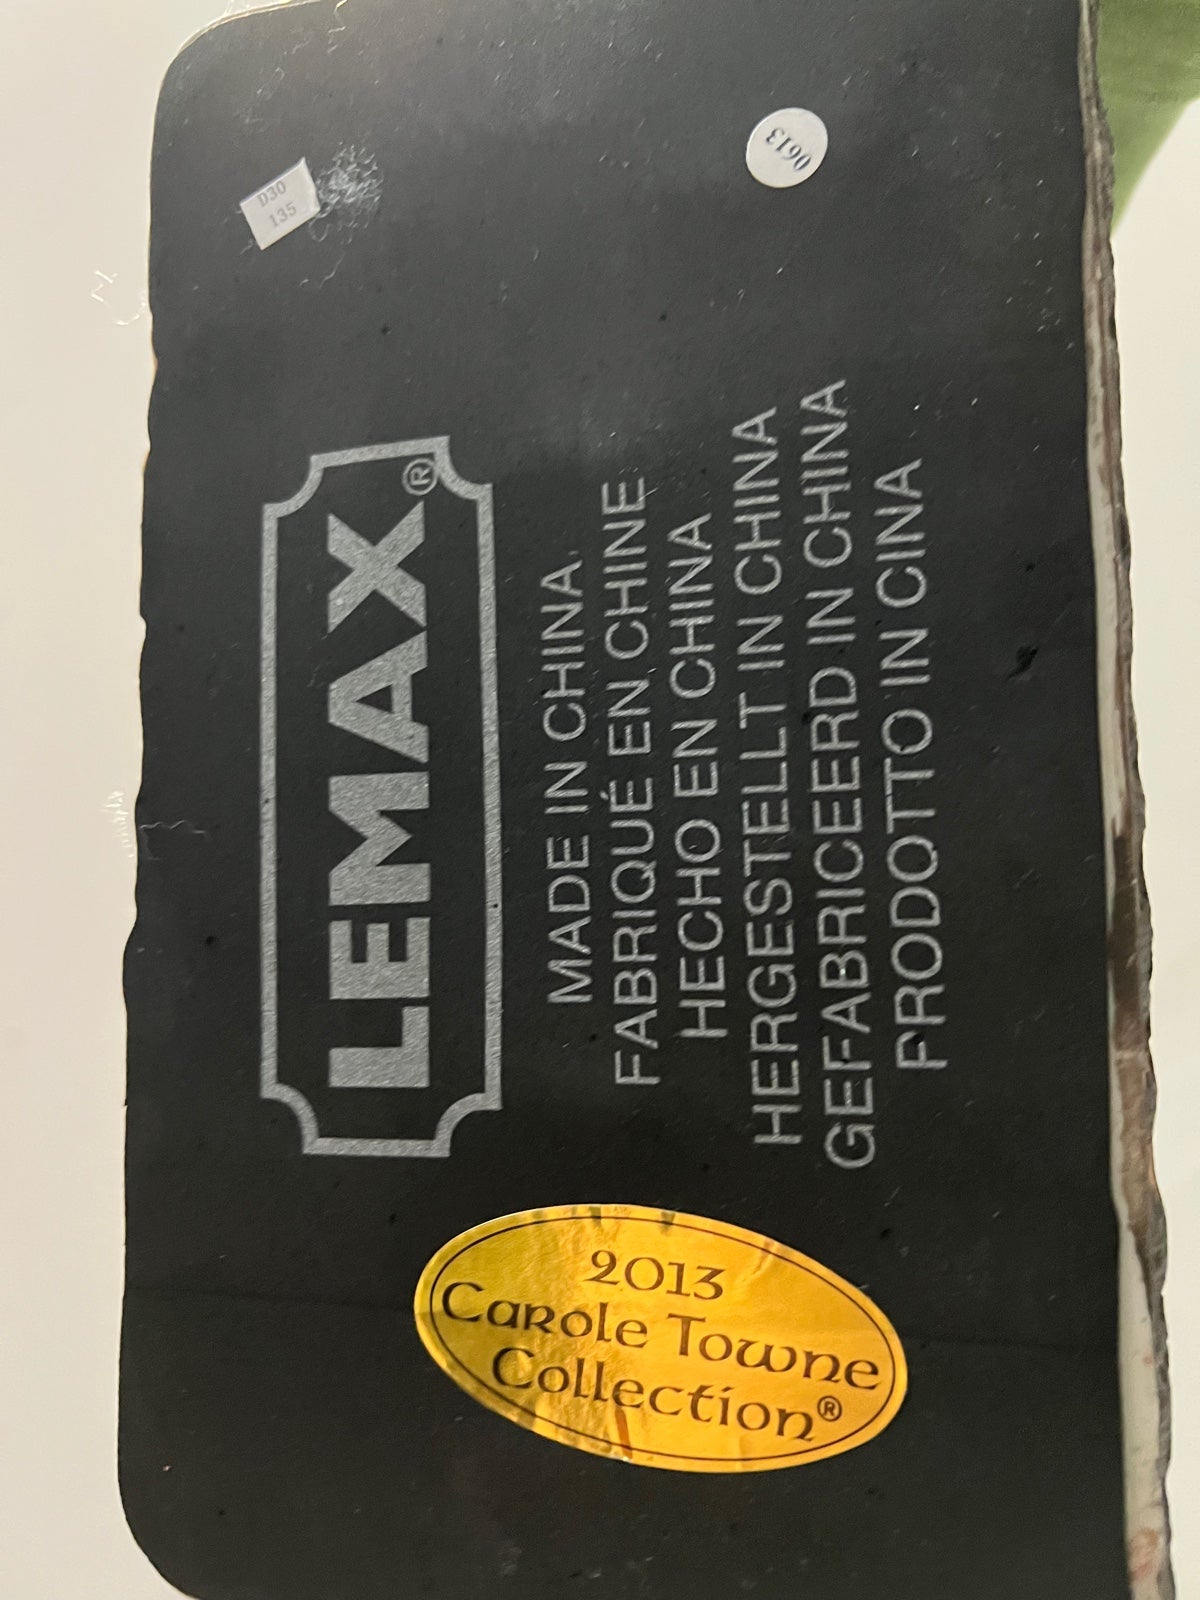 D30
135
0613
LEMAX®
MADE IN CHINA
FABRIQUÉ EN CHINE
HECHO EN CHINA
HERGESTELLT IN CHINA
GEFABRICEERD IN CHINA
PRODOTTO IN CINA
2013
Carole Towne
Collection®